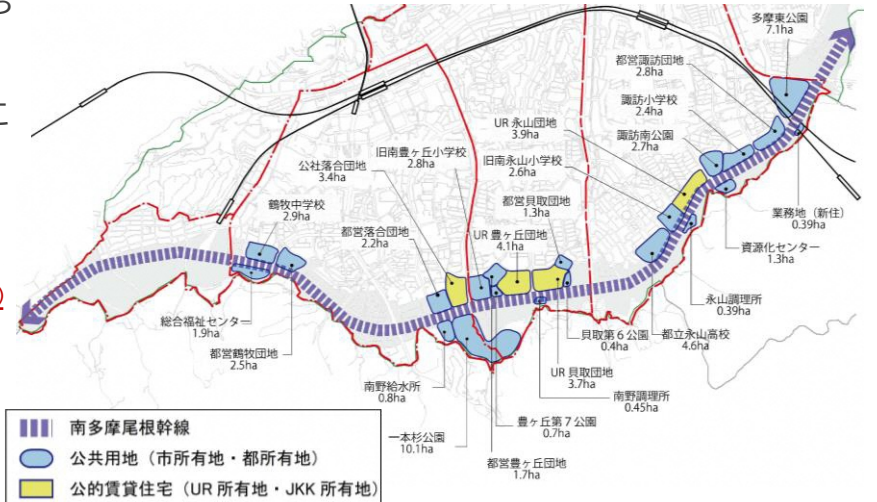 ら
に
の
多摩東公園
7.1ha
都営諏訪団地
2.8ha
諏訪小学校
2.4ha
諏訪南公園
2.7ha
UR 永山団地
3.9ha
旧南永山小学校
2.6ha
都営貝取団地
1.3ha
UR 豊ヶ丘団地
4.1ha
旧南豊ヶ丘小学校
2.8ha
公社落合団地
3.4ha
都営落合団地
2.2ha
鶴牧中学校
2.9ha
総合福祉センター
1.9ha
都営鶴牧団地
2.5ha
南野給水所
0.8ha
一本杉公園
10.1ha
都営豊ヶ丘団地
1.7ha
豊ヶ丘第７公園
0.7ha
南野調理所
0.45ha
UR 貝取団地
3.7ha
貝取第６公園
0.4ha
都立永山高校
4.6ha
永山調理所
0.39ha
資源化センター
1.3ha
業務地（新住）
0.39ha
南多摩尾根幹線
公共用地（市所有地・都所有地）
公的賃貸住宅（UR 所有地・JKK 所有地）